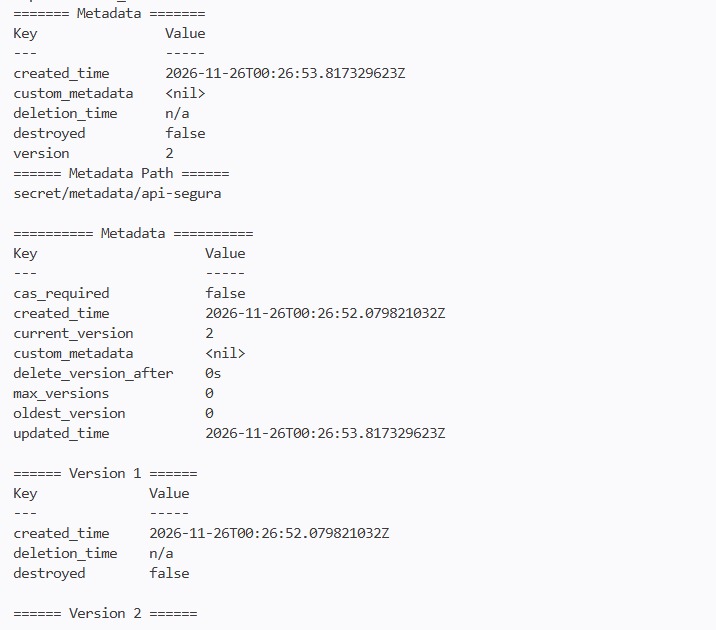 ======= Metadata =======
Key                Value
---                -----
created_time       2026-11-26T00:26:53.817329623Z
custom_metadata    <nil>
deletion_time      n/a
destroyed          false
version            2
====== Metadata Path ======
secret/metadata/api-segura

========== Metadata ==========
Key                     Value
---                     -----
cas_required            false
created_time            2026-11-26T00:26:52.079821032Z
current_version         2
custom_metadata         <nil>
delete_version_after    0s
max_versions            0
oldest_version          0
updated_time            2026-11-26T00:26:53.817329623Z

====== Version 1 ======
Key              Value
---              -----
created_time     2026-11-26T00:26:52.079821032Z
deletion_time    n/a
destroyed        false

====== Version 2 ======